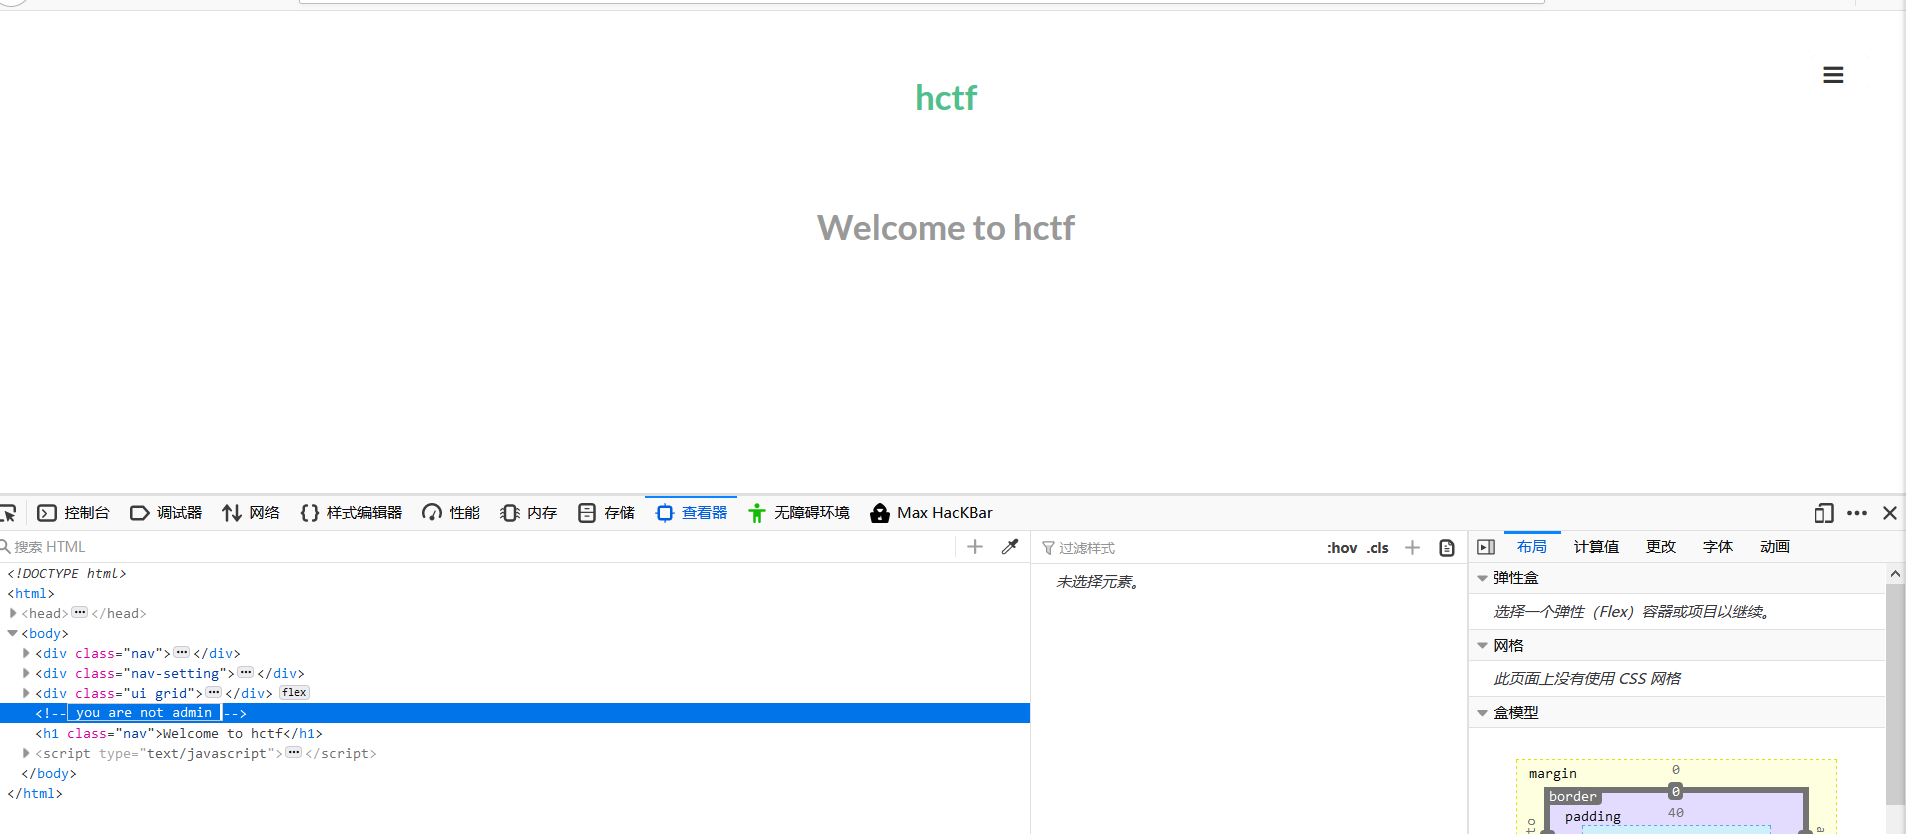 hctf
Welcome to hctf
控制台 调试器 网络 {} 样式编辑器 性能 内存 存储 查看器 无障碍环境 Max HacKBar
搜索 HTML
过滤样式 :hov .cls
布局 计算值 更改 字体 动画
<!DOCTYPE html>
<html>
<head>···</head>
<body>
<div class="nav">···</div>
<div class="nav-setting">···</div>
<div class="ui grid">···</div> flex
<!-- you are not admin -->
<h1 class="nav">Welcome to hctf</h1>
<script type="text/javascript">···</script>
</body>
</html>
未选择元素。
弹性盒
选择一个弹性（Flex）容器或项目以继续。
网格
此页面上没有使用 CSS 网格
盒模型
margin 0
border 0
padding 40
to
a